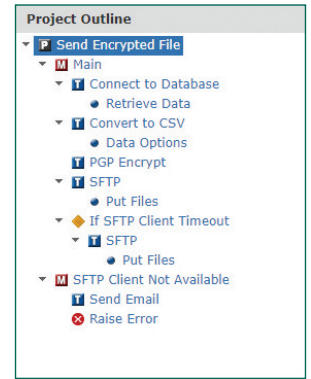 Project Outline
P Send Encrypted File
M Main
T Connect to Database
Retrieve Data
T Convert to CSV
Data Options
T PGP Encrypt
T SFTP
Put Files
If SFTP Client Timeout
T SFTP
Put Files
M SFTP Client Not Available
T Send Email
Raise Error